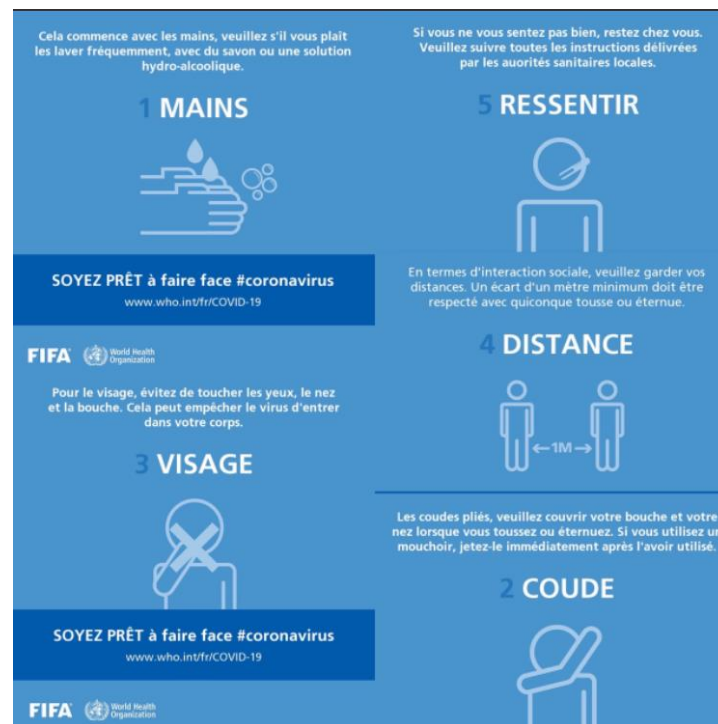 Cela commence avec les mains, veuillez s'il vous plaît
les laver fréquemment, avec du savon ou une solution
hydro-alcoolique.
1 MAINS
SOYEZ PRÊT à faire face #coronavirus
www.who.int/fr/COVID-19
FIFA World Health
Organization
Pour le visage, évitez de toucher les yeux, le nez
et la bouche. Cela peut empêcher le virus d'entrer
dans votre corps.
3 VISAGE
SOYEZ PRÊT à faire face #coronavirus
www.who.int/fr/COVID-19
FIFA World Health
Organization
Si vous ne vous sentez pas bien, restez chez vous.
Veuillez suivre toutes les instructions délivrées
par les auorités sanitaires locales.
5 RESSENTIR
En termes d'interaction sociale, veuillez garder vos
distances. Un écart d'un mètre minimum doit être
respecté avec quiconque tousse ou éternue.
4 DISTANCE
1M
Les coudes pliés, veuillez couvrir votre bouche et votre
nez lorsque vous toussez ou éternuez. Si vous utilisez un
mouchoir, jetez-le immédiatement après l'avoir utilisé.
2 COUDE